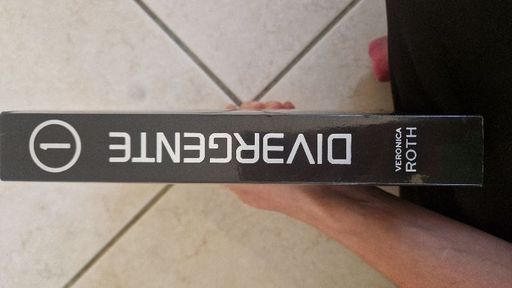 VERONICA
ROTH
DIVERGENTE
1